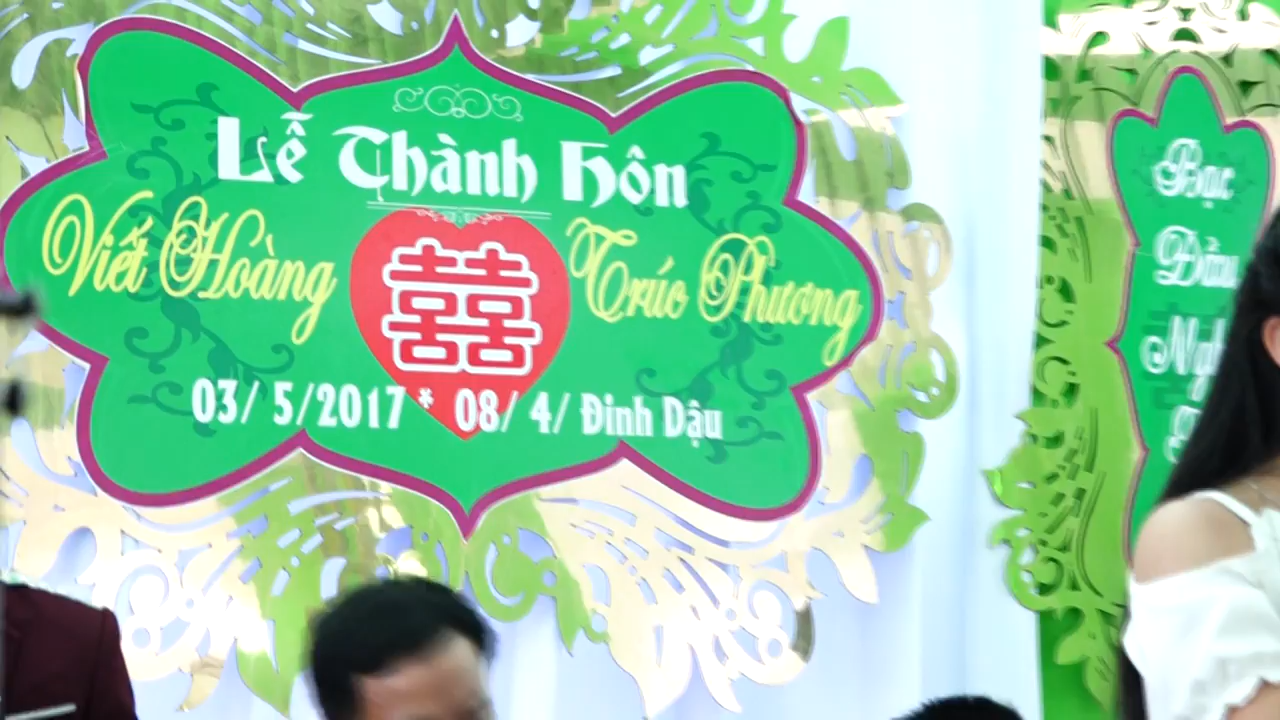 Lễ Thành Hôn
Viết Hoàng 囍 Trúc Phương
03/ 5/2017 * 08/ 4/ Đinh Dậu
Bạc
Đầu